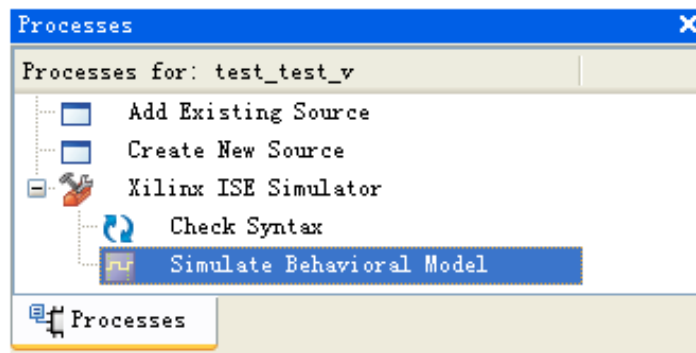 Processes
Processes for: test_test_v
Add Existing Source
Create New Source
Xilinx ISE Simulator
Check Syntax
Simulate Behavioral Model
Processes